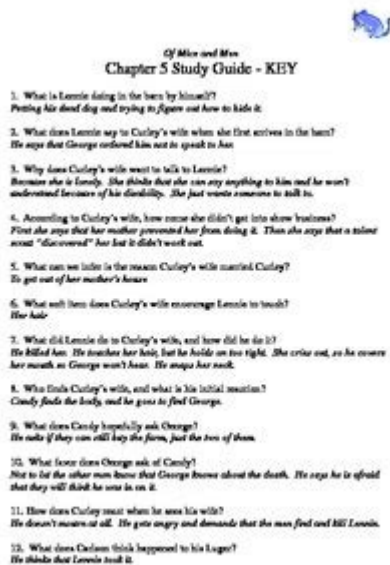 Of Mice and Men
Chapter 5 Study Guide - KEY
1. What is Lennie doing in the barn by himself?
Petting his dead dog and trying to figure out how to hide it.
2. What does Lennie say to Curley's wife when she first arrives in the barn?
He says that George ordered him not to speak to her.
3. Why does Curley's wife want to talk to Lennie?
Because she is lonely. She thinks that she can say anything to him and he won't
understand because of his disability. She just wants someone to talk to.
4. According to Curley's wife, how come she didn't get into show business?
First she says that her mother prevented her from doing it. Then she says that a talent
scout "discovered" her but it didn't work out.
5. What can we infer is the reason Curley's wife married Curley?
To get out of her mother's house
6. What soft item does Curley's wife encourage Lennie to touch?
Her hair
7. What did Lennie do to Curley's wife, and how did he do it?
He killed her. He touches her hair, but he holds on too tight. She cries out, so he covers
her mouth so George won't hear. He snaps her neck.
8. Who finds Curley's wife, and what is his initial reaction?
Candy finds the body, and he goes to find George.
9. What does Candy hopefully ask George?
He asks if they can still buy the farm, just the two of them.
10. What favor does George ask of Candy?
Not to let the other men know that George knows about the death. He says he is afraid
that they will think he was in on it.
11. How does Curley react when he sees his wife?
He doesn't mourn at all. He gets angry and demands that the men find and kill Lennie.
12. What does Carlson think happened to his Luger?
He thinks that Lennie took it.